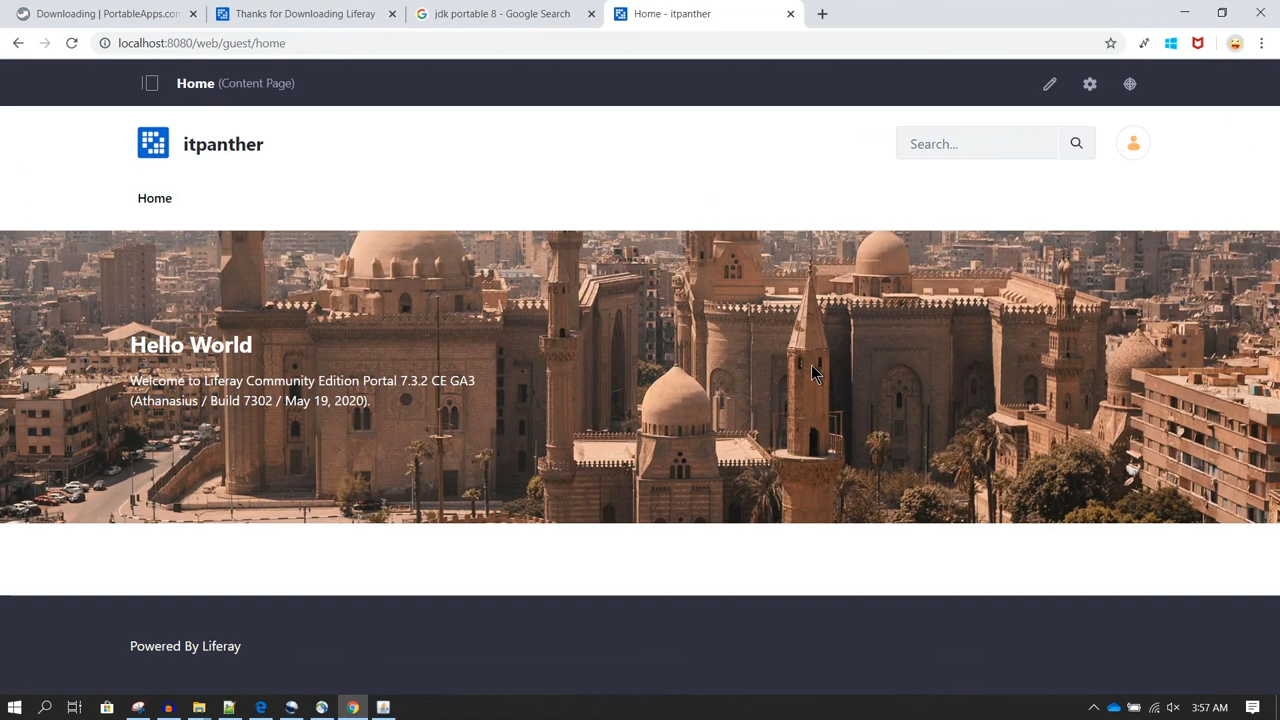 Downloading | PortableApps.com
Thanks for Downloading Liferay
jdk portable 8 - Google Search
Home - itpanther
localhost:8080/web/guest/home
Home (Content Page)
itpanther
Search...
Home
Hello World
Welcome to Liferay Community Edition Portal 7.3.2 CE GA3
(Athanasius / Build 7302 / May 19, 2020).
Powered By Liferay
3:57 AM